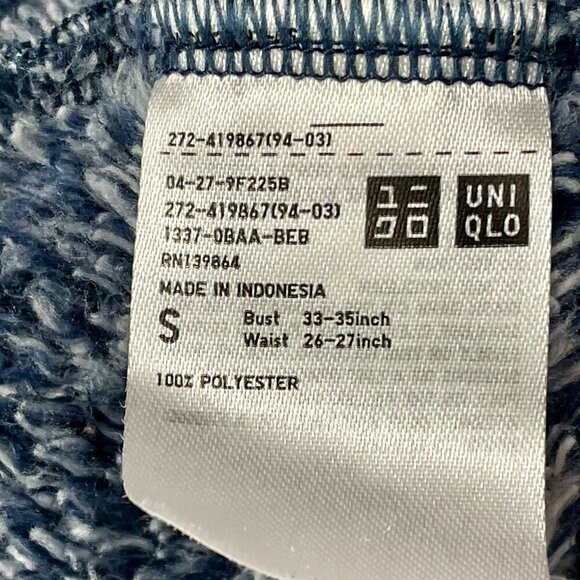 272-419867(94-03)
04-27-9F225B
272-419867(94-03)
1337-0BAA-BEB
RN139864
MADE IN INDONESIA
ユニ
クロ
UNI
QLO
S
Bust 33-35inch
Waist 26-27inch
100% POLYESTER